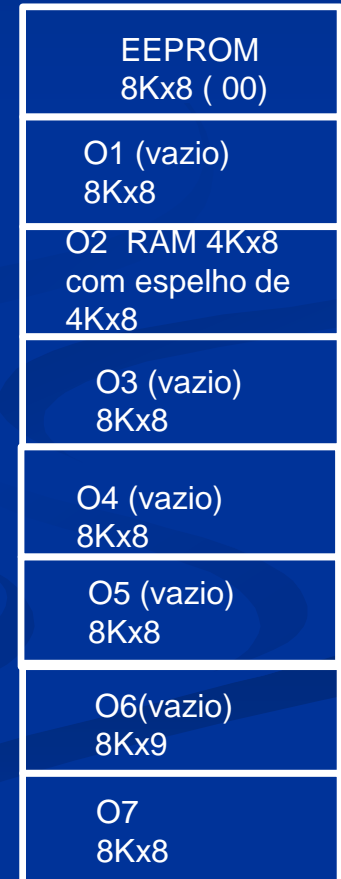 EEPROM
8Kx8 ( 00)
O1 (vazio)
8Kx8
O2 RAM 4Kx8
com espelho de
4Kx8
O3 (vazio)
8Kx8
O4 (vazio)
8Kx8
O5 (vazio)
8Kx8
O6(vazio)
8Kx9
O7
8Kx8